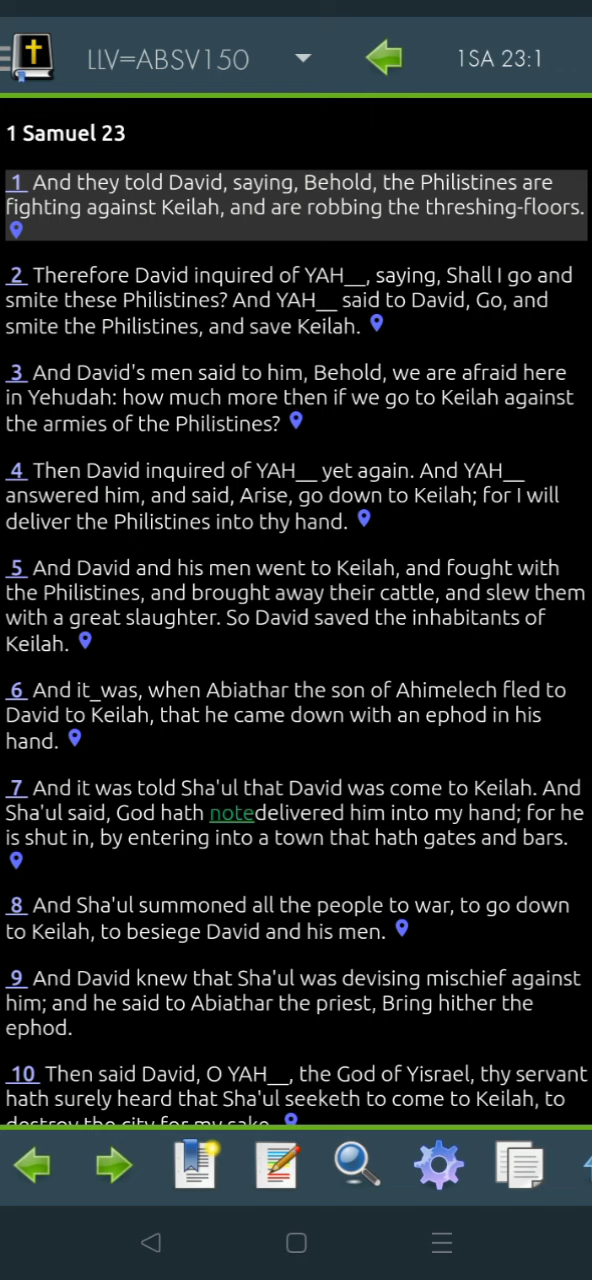 LLV=ABSV150
1SA 23:1
1 Samuel 23
1 And they told David, saying, Behold, the Philistines are
fighting against Keilah, and are robbing the threshing-floors.
2 Therefore David inquired of YAH__, saying, Shall I go and
smite these Philistines? And YAH__ said to David, Go, and
smite the Philistines, and save Keilah.
3 And David's men said to him, Behold, we are afraid here
in Yehudah: how much more then if we go to Keilah against
the armies of the Philistines?
4 Then David inquired of YAH__ yet again. And YAH__
answered him, and said, Arise, go down to Keilah; for I will
deliver the Philistines into thy hand.
5 And David and his men went to Keilah, and fought with
the Philistines, and brought away their cattle, and slew them
with a great slaughter. So David saved the inhabitants of
Keilah.
6 And it_was, when Abiathar the son of Ahimelech fled to
David to Keilah, that he came down with an ephod in his
hand.
7 And it was told Sha'ul that David was come to Keilah. And
Sha'ul said, God hath notedelivered him into my hand; for he
is shut in, by entering into a town that hath gates and bars.
8 And Sha'ul summoned all the people to war, to go down
to Keilah, to besiege David and his men.
9 And David knew that Sha'ul was devising mischief against
him; and he said to Abiathar the priest, Bring hither the
ephod.
10 Then said David, O YAH__, the God of Yisrael, thy servant
hath surely heard that Sha'ul seeketh to come to Keilah, to
destroy the city for my sake.